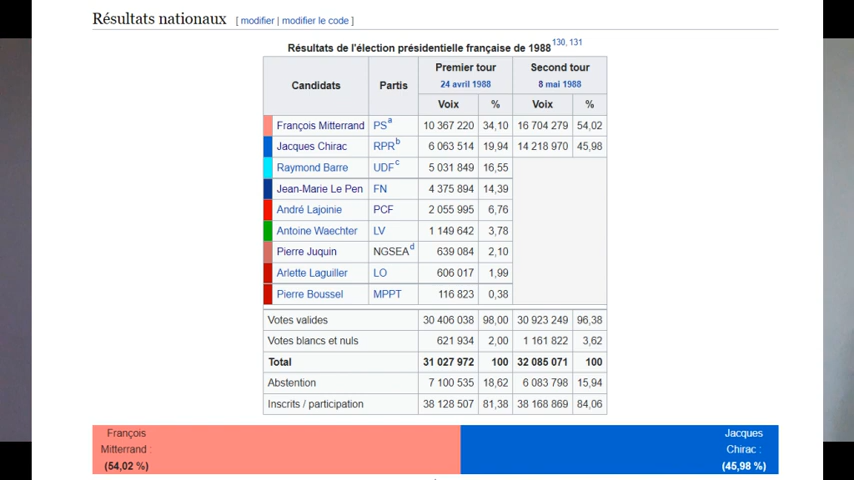 Résultats nationaux [ modifier | modifier le code ]
Résultats de l'élection présidentielle française de 1988 130, 131
Candidats Partis Premier tour Second tour
24 avril 1988 8 mai 1988
Voix % Voix %
François Mitterrand PS a 10 367 220 34,10 16 704 279 54,02
Jacques Chirac RPR b 6 063 514 19,94 14 218 970 45,98
Raymond Barre UDF c 5 031 849 16,55
Jean-Marie Le Pen FN 4 375 894 14,39
André Lajoinie PCF 2 055 995 6,76
Antoine Waechter LV 1 149 642 3,78
Pierre Juquin NGSEA d 639 084 2,10
Arlette Laguiller LO 606 017 1,99
Pierre Boussel MPPT 116 823 0,38
Votes valides 30 406 038 98,00 30 923 249 96,38
Votes blancs et nuls 621 934 2,00 1 161 822 3,62
Total 31 027 972 100 32 085 071 100
Abstention 7 100 535 18,62 6 083 798 15,94
Inscrits / participation 38 128 507 81,38 38 168 869 84,06
François Jacques
Mitterrand : Chirac :
(54,02 %) (45,98 %)